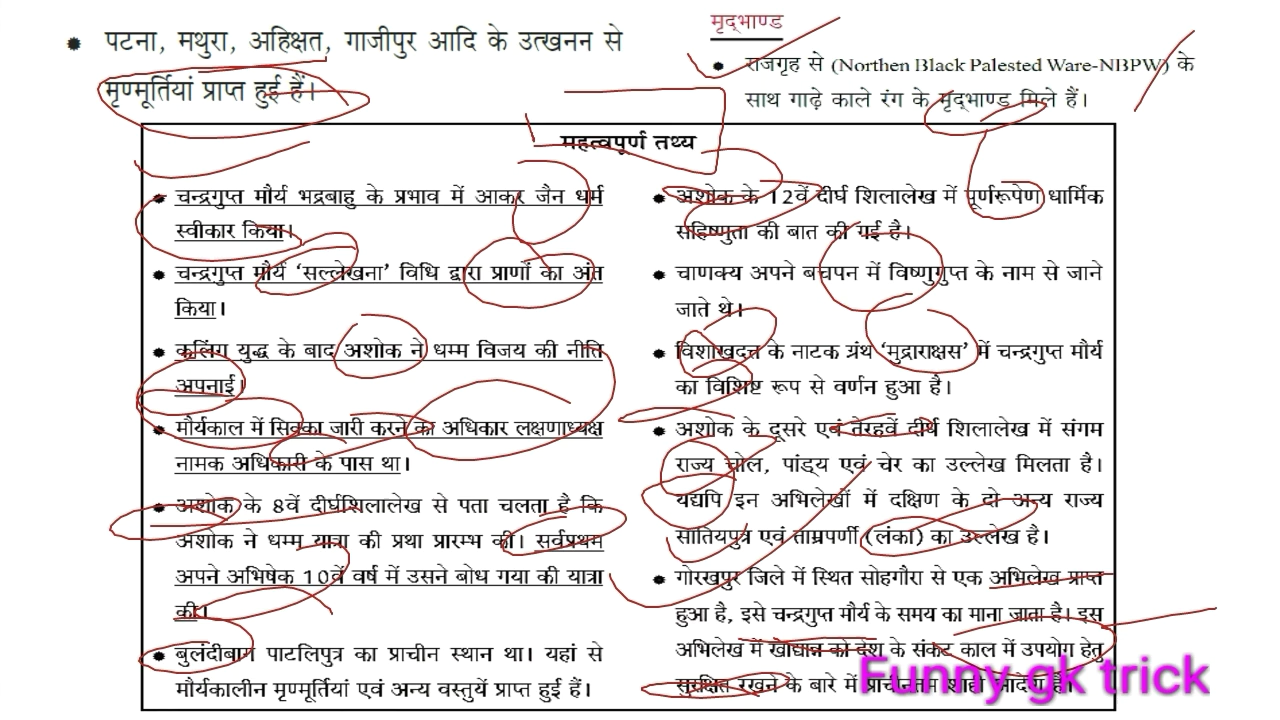 पटना, मथुरा, अहिक्षत, गाजीपुर आदि के उत्खनन से
मृण्मूर्तियां प्राप्त हुई हैं।
मृद्भाण्ड
राजगृह से (Northen Black Palested Ware-NBPW) के
साथ गाढ़े काले रंग के मृद्भाण्ड मिले हैं।
महत्वपूर्ण तथ्य
चन्द्रगुप्त मौर्य भद्रबाहु के प्रभाव में आकर जैन धर्म
स्वीकार किया।
चन्द्रगुप्त मौर्य ‘सल्लेखना’ विधि द्वारा प्राणों का अंत
किया।
कलिंग युद्ध के बाद अशोक ने धम्म विजय की नीति
अपनाई।
मौर्यकाल में सिक्का जारी करने का अधिकार लक्षणाध्यक्ष
नामक अधिकारी के पास था।
अशोक के 8वें दीर्घशिलालेख से पता चलता है कि
अशोक ने धम्म यात्रा की प्रथा प्रारम्भ की। सर्वप्रथम
अपने अभिषेक 10वें वर्ष में उसने बोध गया की यात्रा
की।
बुलंदीबाग पाटलिपुत्र का प्राचीन स्थान था। यहां से
मौर्यकालीन मृण्मूर्तियां एवं अन्य वस्तुयें प्राप्त हुई हैं।
अशोक के 12वें दीर्घ शिलालेख में पूर्णरूपेण धार्मिक
सहिष्णुता की बात की गई है।
चाणक्य अपने बचपन में विष्णुगुप्त के नाम से जाने
जाते थे।
विशाखदत्त के नाटक ग्रंथ ‘मुद्राराक्षस’ में चन्द्रगुप्त मौर्य
का विशिष्ट रूप से वर्णन हुआ है।
अशोक के दूसरे एवं तेरहवें दीर्घ शिलालेख में संगम
राज्य चोल, पांड्य एवं चेर का उल्लेख मिलता है।
यद्यपि इन अभिलेखों में दक्षिण के दो अन्य राज्य
सातियपुत्र एवं ताम्रपर्णी (लंका) का उल्लेख है।
गोरखपुर जिले में स्थित सोहगौरा से एक अभिलेख प्राप्त
हुआ है, इसे चन्द्रगुप्त मौर्य के समय का माना जाता है। इस
अभिलेख में खाद्यान्न को देश के संकट काल में उपयोग हेतु
सुरक्षित रखने के बारे में प्राचीनतम शाही आदेश है।
Funny gk trick